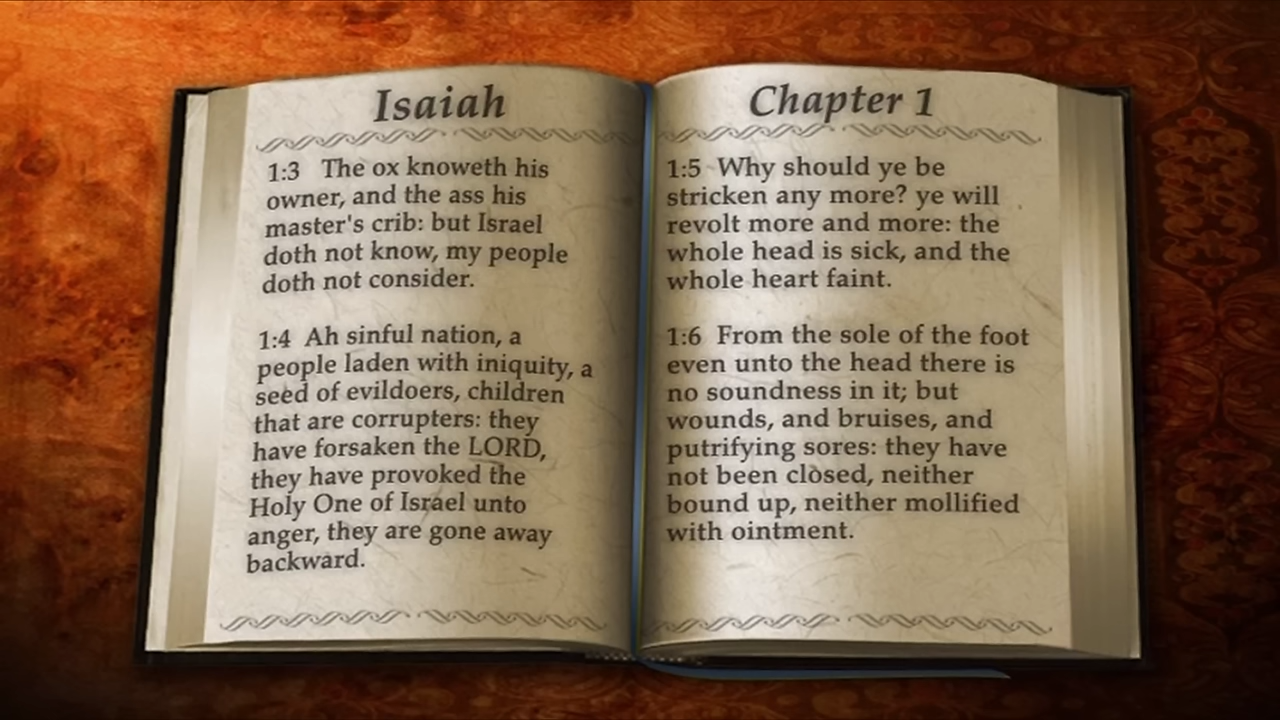 Isaiah
1:3 The ox knoweth his
owner, and the ass his
master's crib: but Israel
doth not know, my people
doth not consider.
1:4 Ah sinful nation, a
people laden with iniquity, a
seed of evildoers, children
that are corrupters: they
have forsaken the LORD,
they have provoked the
Holy One of Israel unto
anger, they are gone away
backward.
Chapter 1
1:5 Why should ye be
stricken any more? ye will
revolt more and more: the
whole head is sick, and the
whole heart faint.
1:6 From the sole of the foot
even unto the head there is
no soundness in it; but
wounds, and bruises, and
putrifying sores: they have
not been closed, neither
bound up, neither mollified
with ointment.